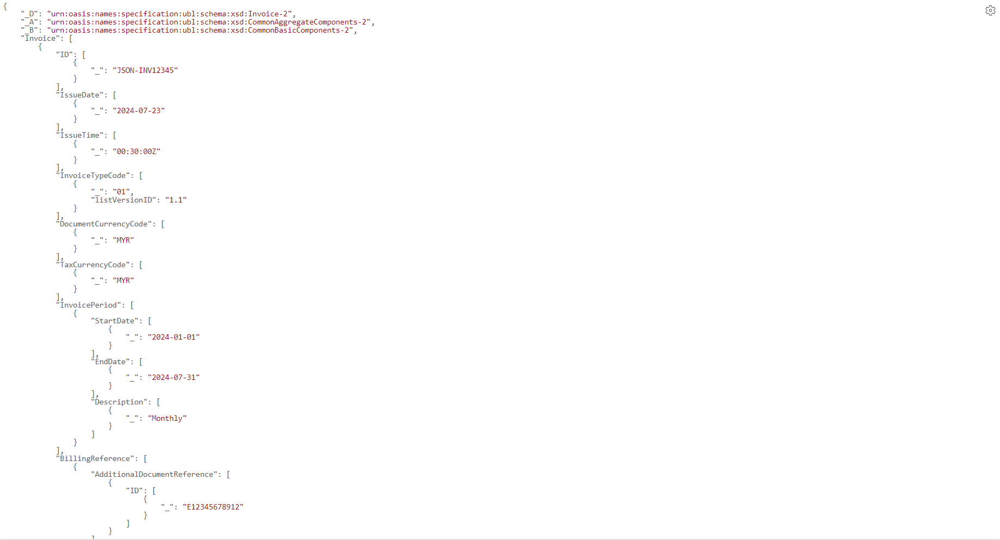 {
    "_D": "urn:oasis:names:specification:ubl:schema:xsd:Invoice-2",
    "_A": "urn:oasis:names:specification:ubl:schema:xsd:CommonAggregateComponents-2",
    "_B": "urn:oasis:names:specification:ubl:schema:xsd:CommonBasicComponents-2",
    "Invoice": [
        {
            "ID": [
                {
                    "_": "JSON-INV12345"
                }
            ],
            "IssueDate": [
                {
                    "_": "2024-07-23"
                }
            ],
            "IssueTime": [
                {
                    "_": "00:30:00Z"
                }
            ],
            "InvoiceTypeCode": [
                {
                    "_": "01",
                    "listVersionID": "1.1"
                }
            ],
            "DocumentCurrencyCode": [
                {
                    "_": "MYR"
                }
            ],
            "TaxCurrencyCode": [
                {
                    "_": "MYR"
                }
            ],
            "InvoicePeriod": [
                {
                    "StartDate": [
                        {
                            "_": "2024-01-01"
                        }
                    ],
                    "EndDate": [
                        {
                            "_": "2024-07-31"
                        }
                    ],
                    "Description": [
                        {
                            "_": "Monthly"
                        }
                    ]
                }
            ],
            "BillingReference": [
                {
                    "AdditionalDocumentReference": [
                        {
                            "ID": [
                                {
                                    "_": "E12345678912"
                                }
                            ]
                        }
                    ]